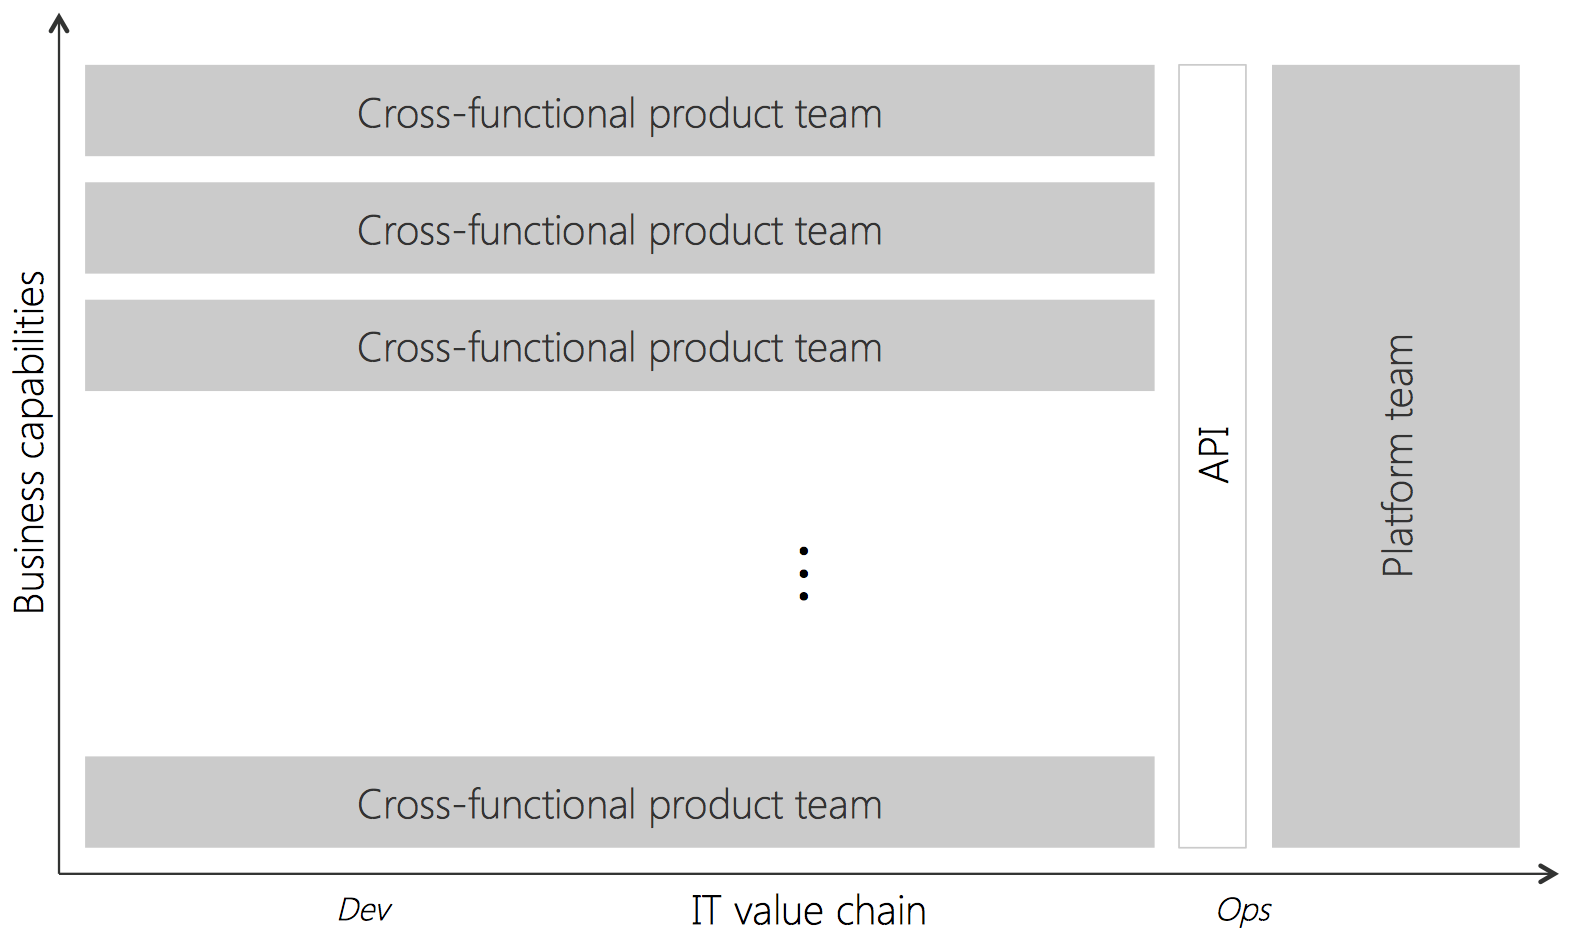 Cross-functional product team
Cross-functional product team
Cross-functional product team
Cross-functional product team
Business capabilities
API
Platform team
Dev
IT value chain
Ops